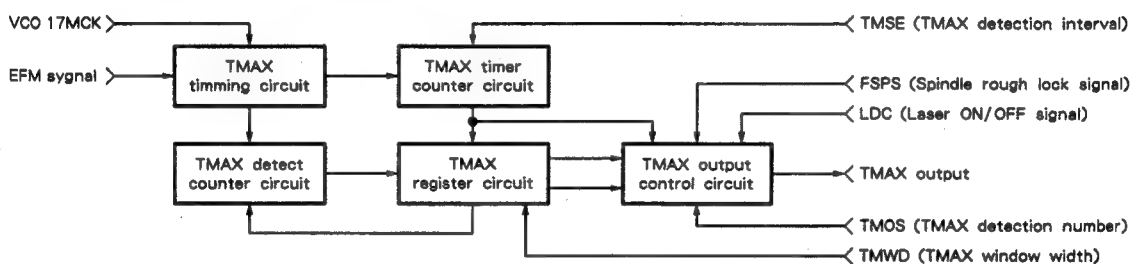 VCO 17MCK
TMSE (TMAX detection interval)
EFM sygnal
TMAX
timming circuit
TMAX timer
counter circuit
FSPS (Spindle rough lock signal)
LDC (Laser ON/OFF signal)
TMAX detect
counter circuit
TMAX
register circuit
TMAX output
control circuit
TMAX output
TMOS (TMAX detection number)
TMWD (TMAX window width)